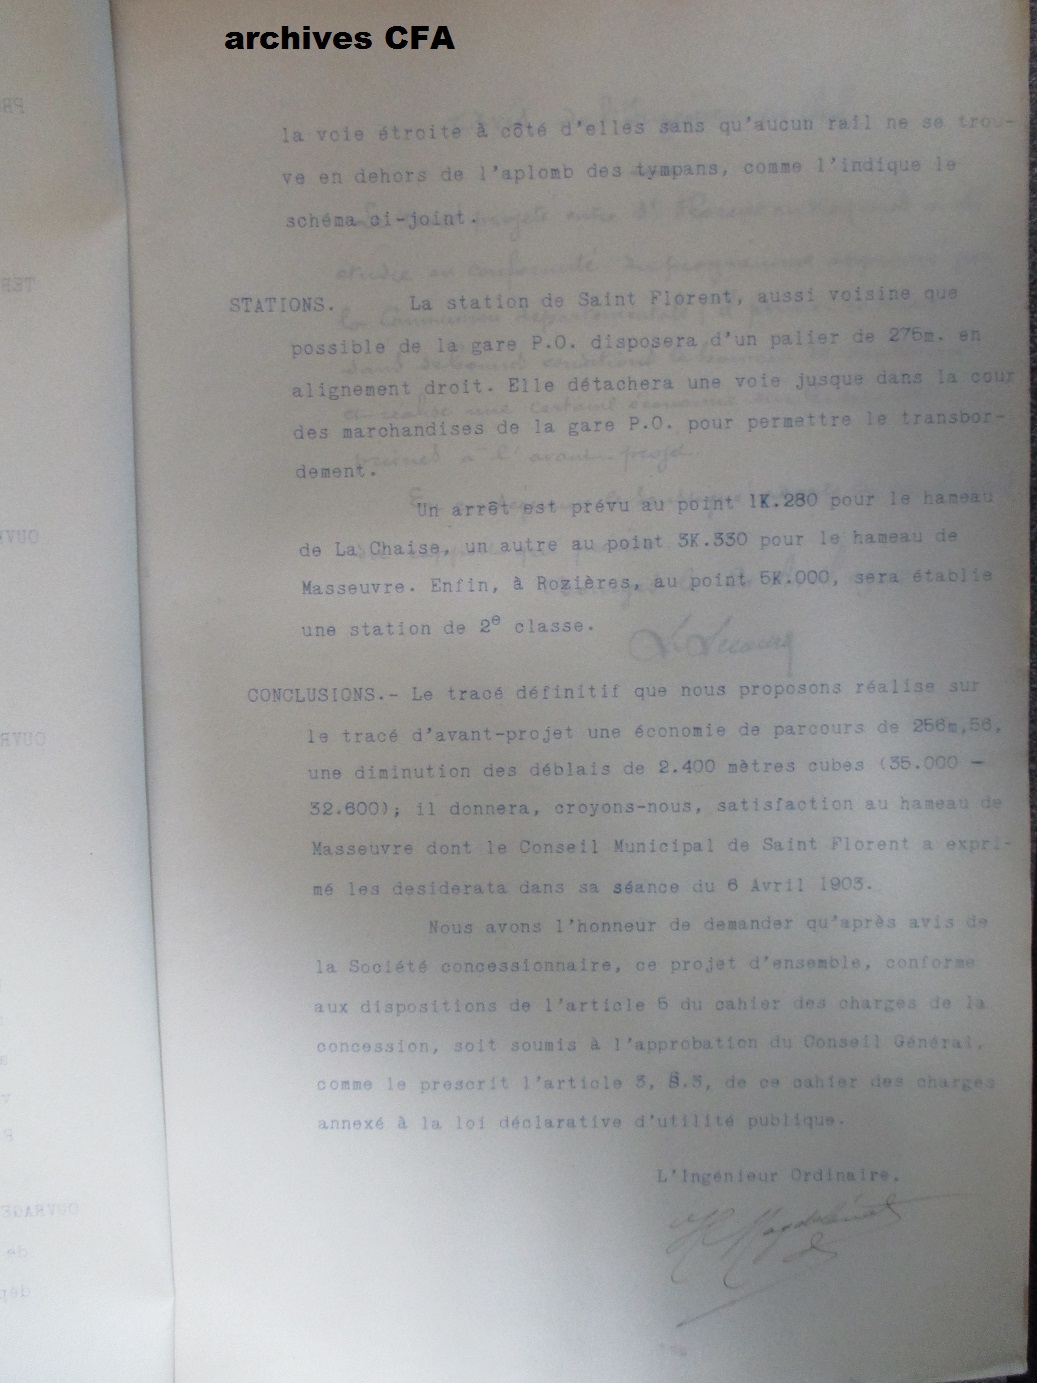 archives CFA
la voie étroite à côté d'elles sans qu'aucun rail ne se trou-
ve en dehors de l'aplomb des tympans, comme l'indique le
schéma ci-joint.
STATIONS. La station de Saint Florent, aussi voisine que
possible de la gare P.O. disposera d'un palier de 276m. en
alignement droit. Elle détachera une voie jusque dans la cour
des marchandises de la gare P.O. pour permettre le transbor-
dement.
Un arrêt est prévu au point 1K.280 pour le hameau
de La Chaise, un autre au point 3K.330 pour le hameau de
Masseuvre. Enfin, à Rozières, au point 5K.000, sera établie
une station de 2e classe.
CONCLUSIONS.- Le tracé définitif que nous proposons réalise sur
le tracé d'avant-projet une économie de parcours de 256m,56,
une diminution des déblais de 2.400 mètres cubes (35.000 —
32.600); il donnera, croyons-nous, satisfaction au hameau de
Masseuvre dont le Conseil Municipal de Saint Florent a expri-
mé les desiderata dans sa séance du 6 Avril 1903.
Nous avons l'honneur de demander qu'après avis de
la Société concessionnaire, ce projet d'ensemble, conforme
aux dispositions de l'article 5 du cahier des charges de la
concession, soit soumis à l'approbation du Conseil Général,
comme le prescrit l'article 3, §.3, de ce cahier des charges
annexé à la loi déclarative d'utilité publique.
L'Ingénieur Ordinaire.